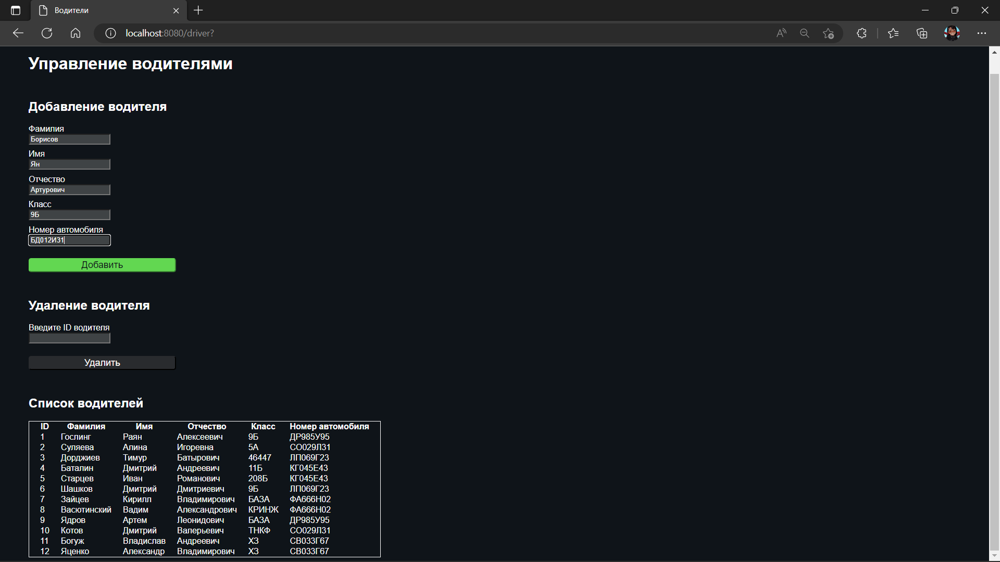 Водители
localhost:8080/driver?
Управление водителями
Добавление водителя
Фамилия
Борисов
Имя
Ян
Отчество
Артурович
Класс
9Б
Номер автомобиля
БД012И31
Добавить
Удаление водителя
Введите ID водителя
Удалить
Список водителей
ID Фамилия Имя Отчество Класс Номер автомобиля
1 Гослинг Раян Алексеевич 9Б ДР985У95
2 Суляева Алина Игоревна 5А СО029Л31
3 Дорджиев Тимур Батырович 46447 ЛП069Г23
4 Баталин Дмитрий Андреевич 11Б КГ045Е43
5 Старцев Иван Романович 208Б КГ045Е43
6 Шашков Дмитрий Дмитриевич 9Б ЛП069Г23
7 Зайцев Кирилл Владимирович БАЗА ФА666Н02
8 Васютинский Вадим Александрович КРИНЖ ФА666Н02
9 Ядров Артем Леонидович БАЗА ДР985У95
10 Котов Дмитрий Валерьевич ТНКФ СО029Л31
11 Богуж Владислав Андреевич ХЗ СВ033Г67
12 Яценко Александр Владимирович ХЗ СВ033Г67